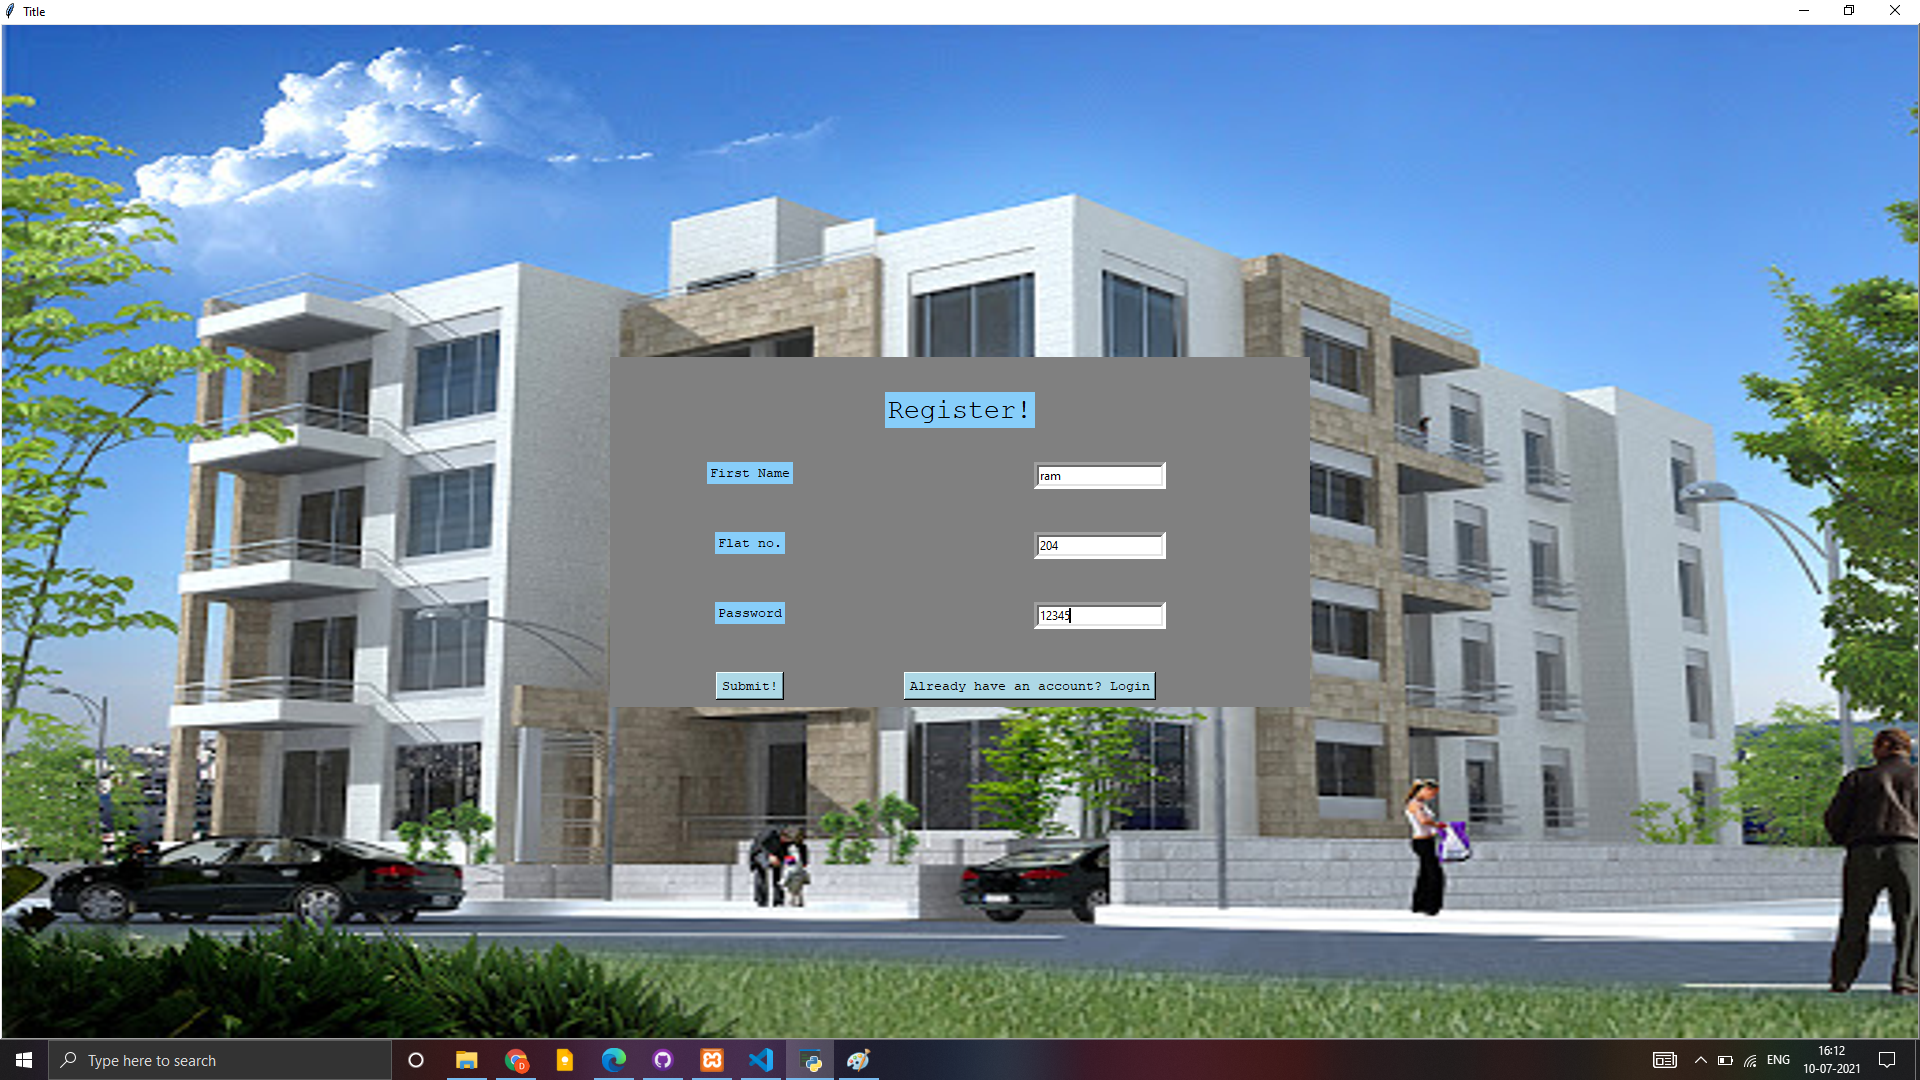 Title
Register!
First Name
ram
Flat no.
204
Password
12345
Submit!
Already have an account? Login
Type here to search
ENG
16:12
10-07-2021